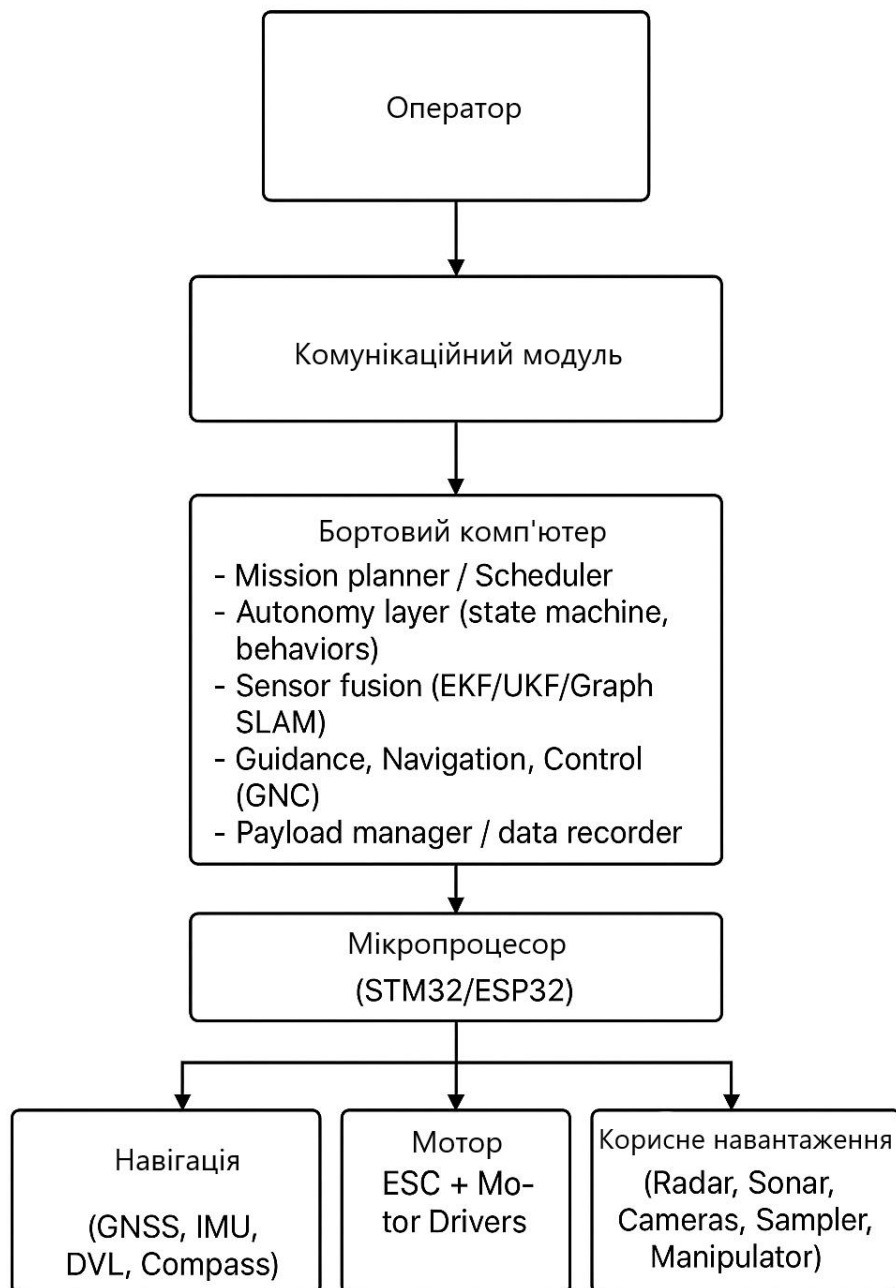 Оператор
Комунікаційний модуль
Бортовий комп'ютер
- Mission planner / Scheduler
- Autonomy layer (state machine,
behaviors)
- Sensor fusion (EKF/UKF/Graph
SLAM)
- Guidance, Navigation, Control
(GNC)
- Payload manager / data recorder
Мікропроцесор
(STM32/ESP32)
Навігація
(GNSS, IMU,
DVL, Compass)
Мотор
ESC + Mo-
tor Drivers
Корисне навантаження
(Radar, Sonar,
Cameras, Sampler,
Manipulator)